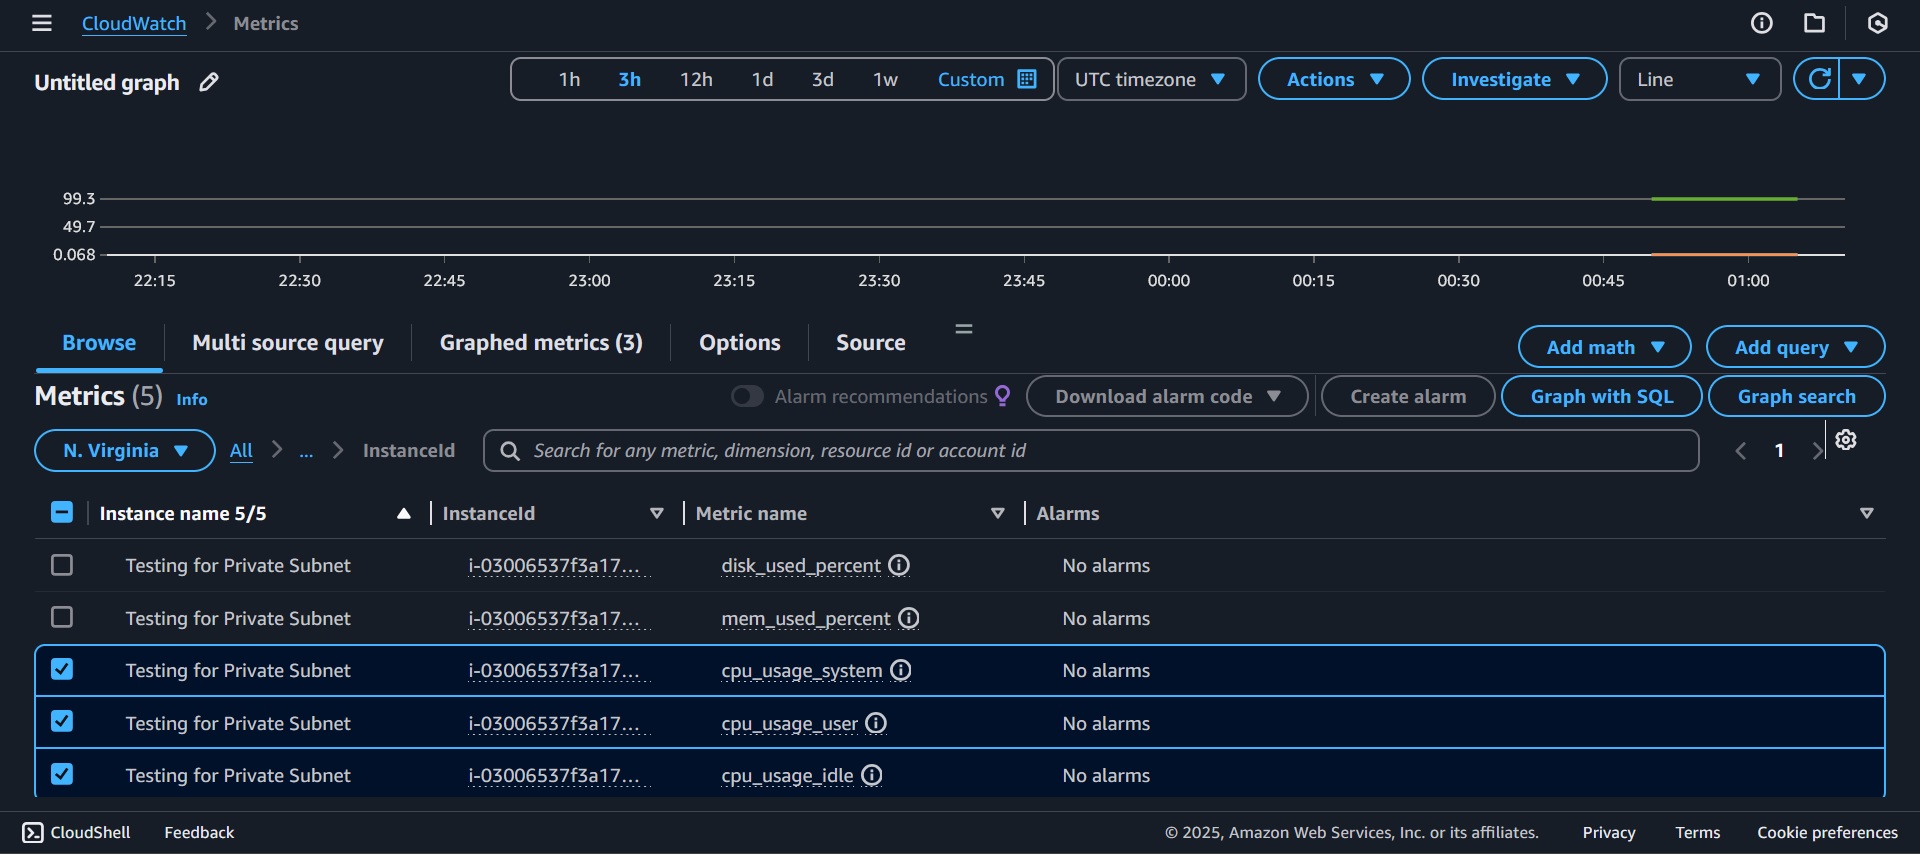 CloudWatch > Metrics
Untitled graph
1h 3h 12h 1d 3d 1w Custom UTC timezone Actions Investigate Line
99.3
49.7
0.068
22:15 22:30 22:45 23:00 23:15 23:30 23:45 00:00 00:15 00:30 00:45 01:00
Browse Multi source query Graphed metrics (3) Options Source Add math Add query
Metrics (5) Info Alarm recommendations Download alarm code Create alarm Graph with SQL Graph search
N. Virginia All > ... > InstanceId Search for any metric, dimension, resource id or account id 1
Instance name 5/5 InstanceId Metric name Alarms
Testing for Private Subnet i-03006537f3a17... disk_used_percent No alarms
Testing for Private Subnet i-03006537f3a17... mem_used_percent No alarms
Testing for Private Subnet i-03006537f3a17... cpu_usage_system No alarms
Testing for Private Subnet i-03006537f3a17... cpu_usage_user No alarms
Testing for Private Subnet i-03006537f3a17... cpu_usage_idle No alarms
CloudShell Feedback © 2025, Amazon Web Services, Inc. or its affiliates. Privacy Terms Cookie preferences